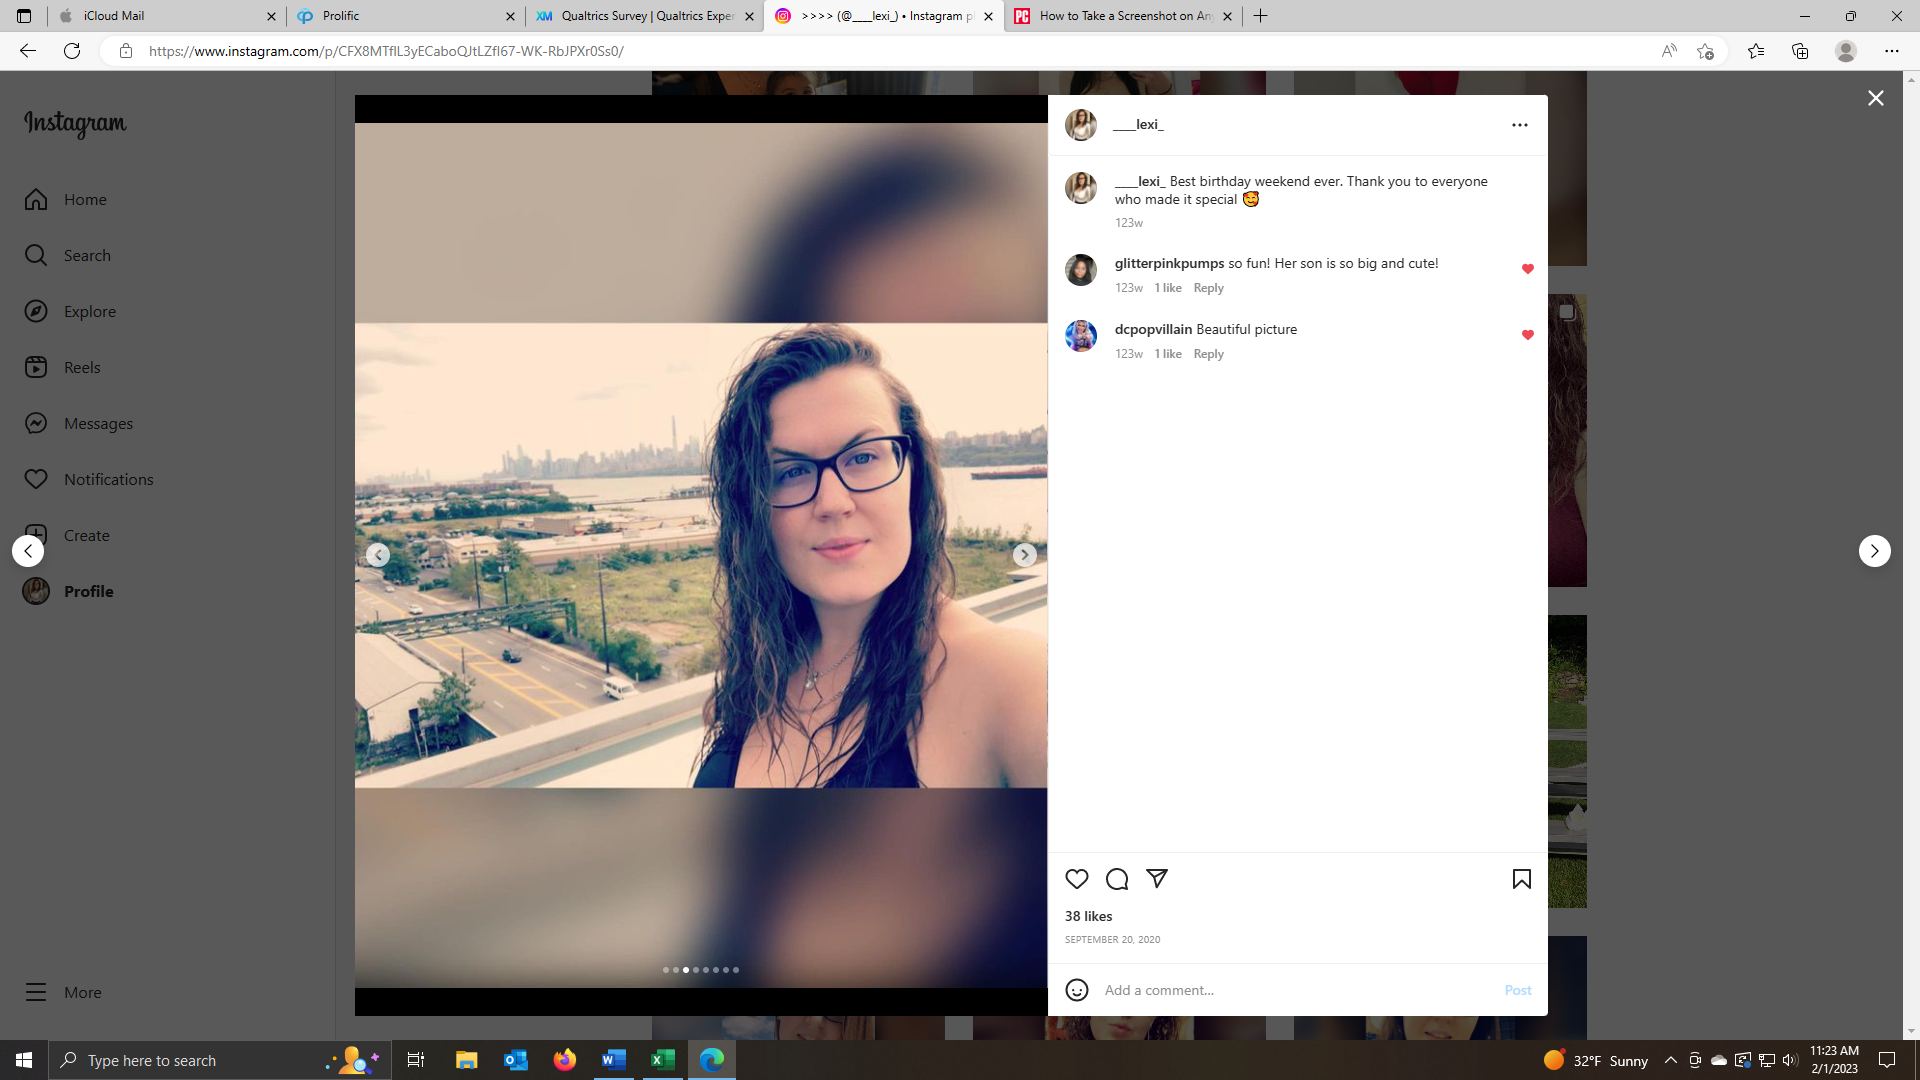 iCloud Mail
Prolific
Qualtrics Survey | Qualtrics Exper
>>>> (@____lexi_) • Instagram p
How to Take a Screenshot on An
https://www.instagram.com/p/CFX8MTflL3yECaboQJtLZfI67-WK-RbJPXr0Ss0/
Instagram
Home
Search
Explore
Reels
Messages
Notifications
Create
Profile
More
____lexi_
____lexi_ Best birthday weekend ever. Thank you to everyone
who made it special 🥰
123w
glitterpinkpumps so fun! Her son is so big and cute!
123w 1 like Reply
dcpopvillain Beautiful picture
123w 1 like Reply
38 likes
SEPTEMBER 20, 2020
Add a comment...
Post
Type here to search
32°F Sunny
11:23 AM
2/1/2023